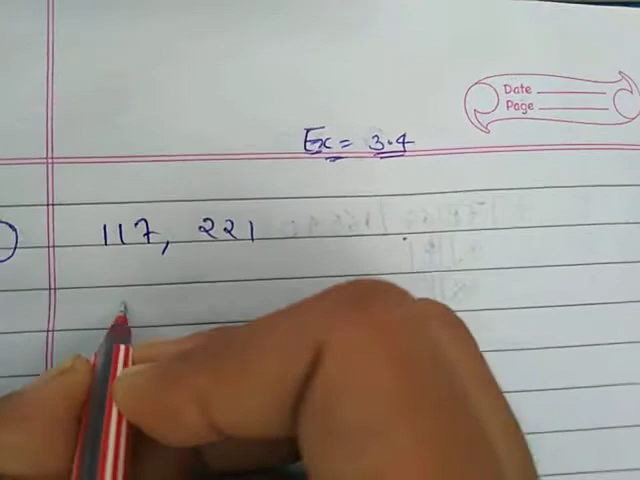 Date
Page
Ex = 3.4
117, 221